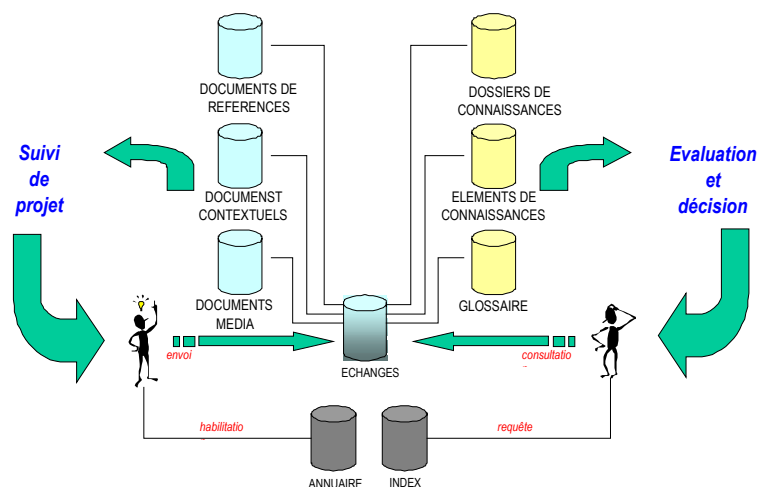 DOCUMENTS DE
REFERENCES
DOSSIERS DE
CONNAISSANCES
Suivi
de
projet
DOCUMENST
CONTEXTUELS
ELEMENTS DE
CONNAISSANCES
Evaluation
et
décision
DOCUMENTS
MEDIA
GLOSSAIRE
envoi
consultatio
ECHANGES
habilitatio
requête
ANNUAIRE
INDEX